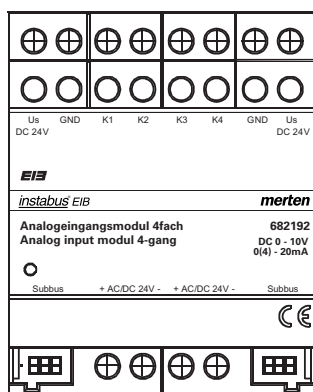 Us GND K1 K2 K3 K4 GND Us
DC 24V DC 24V
EIB
instabus EIB merten
Analogeingangsmodul 4fach 682192
Analog input modul 4-gang DC 0 - 10V
0(4) - 20mA
Subbus + AC/DC 24V - + AC/DC 24V - Subbus
CE